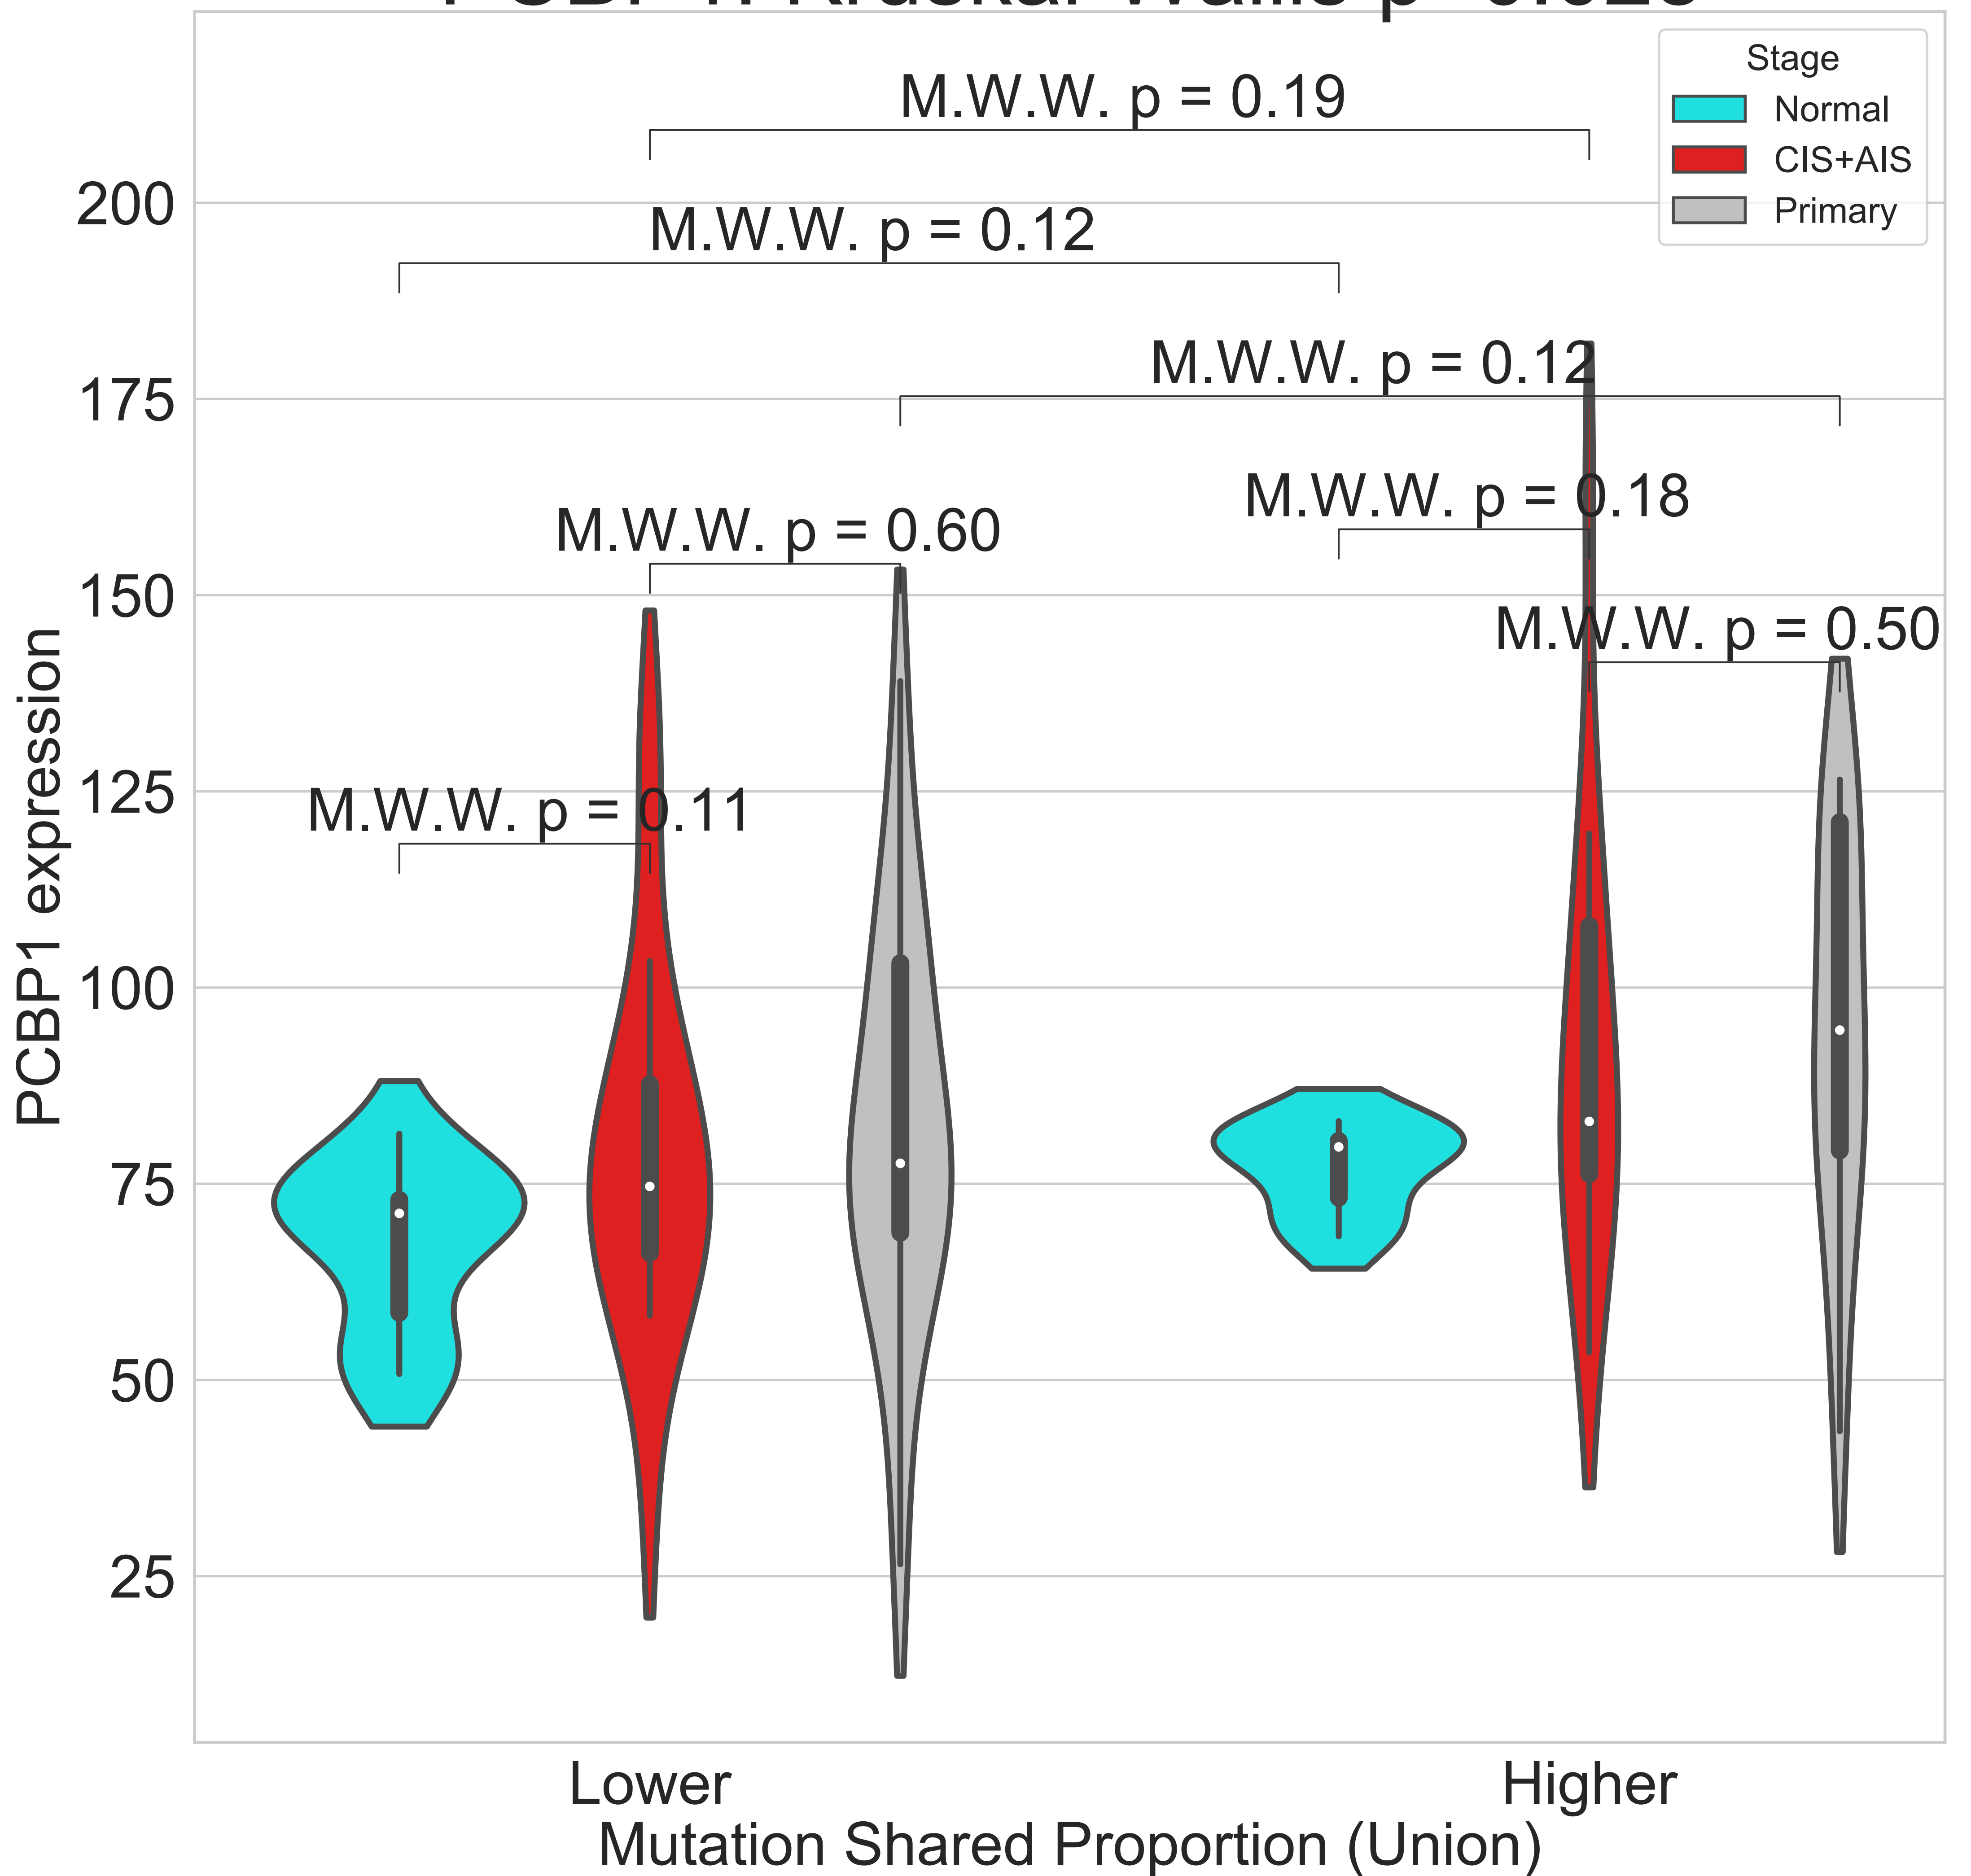 Stage
Normal
CIS+AIS
Primary
M.W.W. p = 0.19
M.W.W. p = 0.12
M.W.W. p = 0.12
M.W.W. p = 0.18
M.W.W. p = 0.60
M.W.W. p = 0.50
M.W.W. p = 0.11
200
175
150
125
100
75
50
25
PCBP1 expression
Lower
Higher
Mutation Shared Proportion (Union)